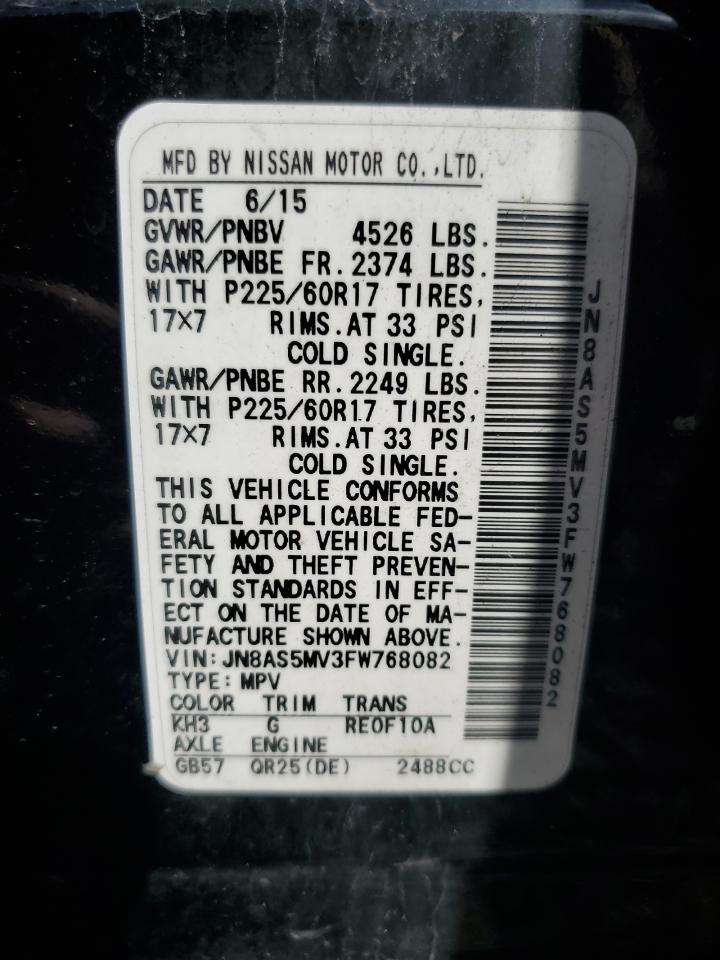 MFD BY NISSAN MOTOR CO.,LTD.
DATE 6/15
GVWR/PNBV 4526 LBS.
GAWR/PNBE FR. 2374 LBS.
WITH P225/60R17 TIRES,
17×7 RIMS.AT 33 PSI
COLD SINGLE.
GAWR/PNBE RR. 2249 LBS.
WITH P225/60R17 TIRES,
17×7 RIMS.AT 33 PSI
COLD SINGLE.
THIS VEHICLE CONFORMS
TO ALL APPLICABLE FED-
ERAL MOTOR VEHICLE SA-
FETY AND THEFT PREVEN-
TION STANDARDS IN EFF-
ECT ON THE DATE OF MA-
NUFACTURE SHOWN ABOVE.
VIN:JN8AS5MV3FW768082
TYPE:MPV
COLOR TRIM TRANS
KH3 G RE0F10A
AXLE ENGINE
GB57 QR25(DE) 2488CC
JN8AS5MV3FW768082